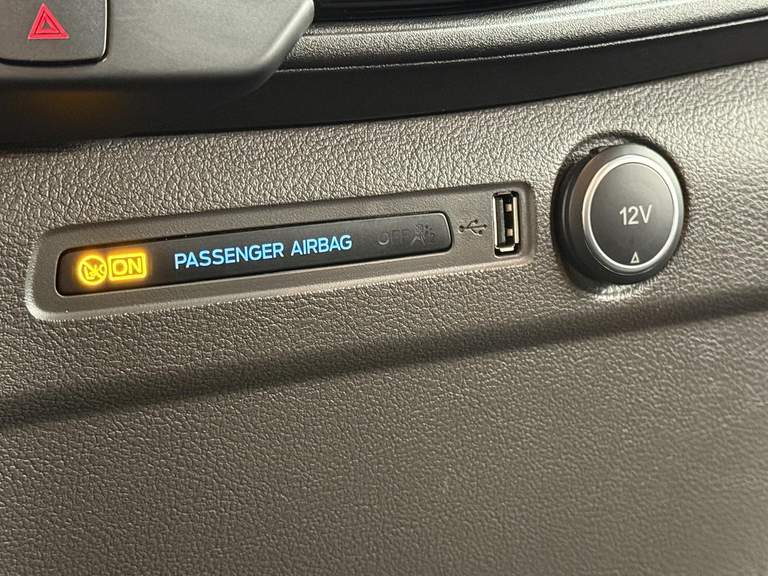 ON PASSENGER AIRBAG OFF
12V